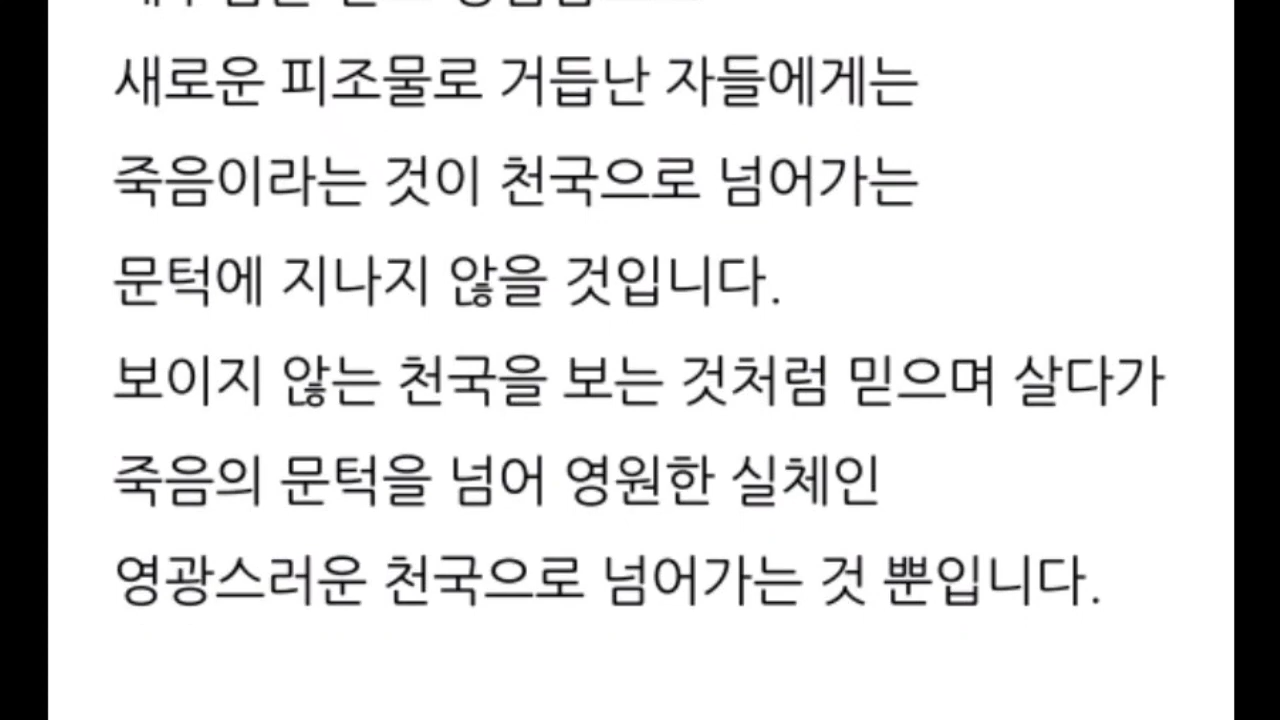 새로운 피조물로 거듭난 자들에게는
죽음이라는 것이 천국으로 넘어가는
문턱에 지나지 않을 것입니다.
보이지 않는 천국을 보는 것처럼 믿으며 살다가
죽음의 문턱을 넘어 영원한 실체인
영광스러운 천국으로 넘어가는 것 뿐입니다.